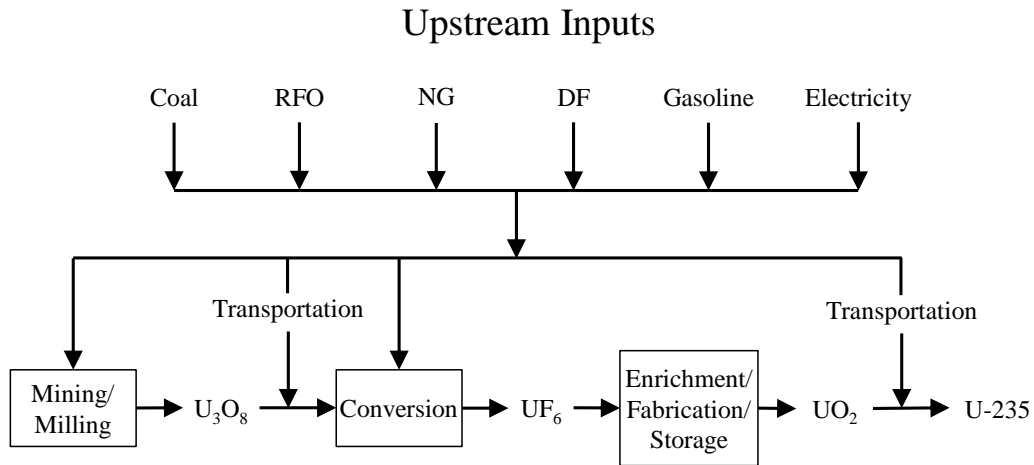 Upstream Inputs
Coal RFO NG DF Gasoline Electricity
Transportation Transportation
Mining/
Milling
U₃O₈
Conversion
UF₆
Enrichment/
Fabrication/
Storage
UO₂
U-235